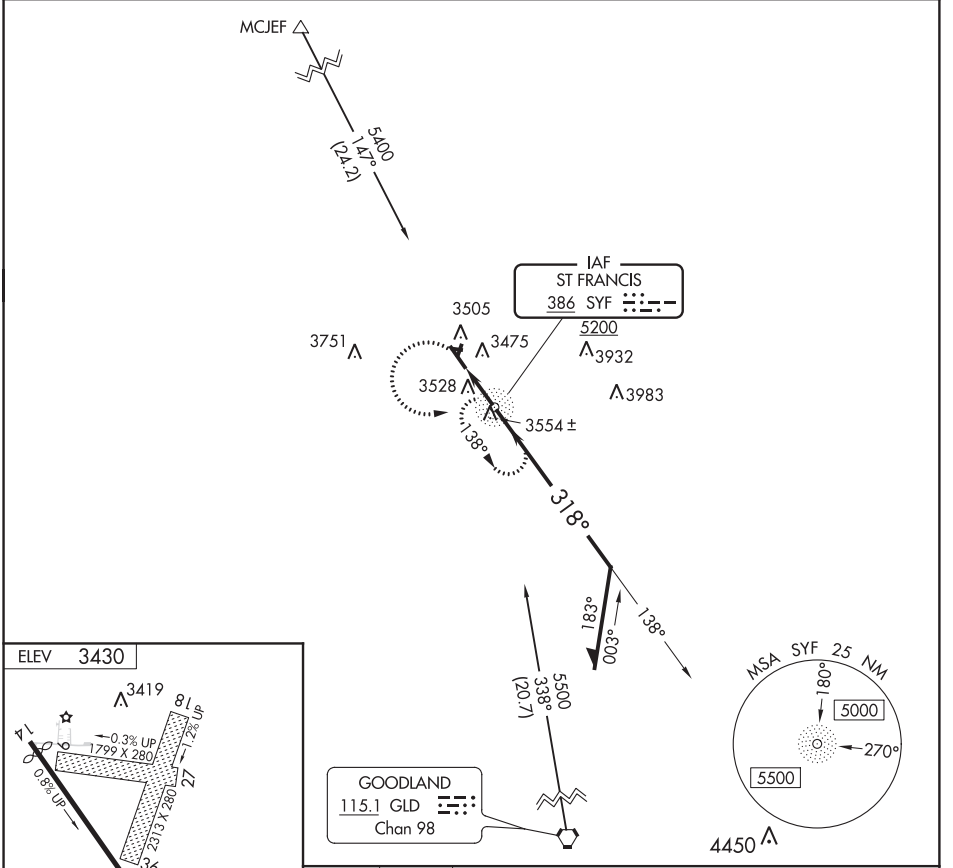 MCJEF
5400
147°
(24.2)
IAF
ST FRANCIS
386 SYF
5200
3505
3751
3475
3932
3528
3983
3554 ±
138°
318°
183°
003°
138°
ELEV 3430
3419
18
14
9
0.3% UP
1799 X 280
1.2% UP
27
0.8% UP
2313 X 280
36
5500
338°
(20.7)
GOODLAND
115.1 GLD
Chan 98
MSA SYF 25 NM
180°
5000
270°
5500
4450